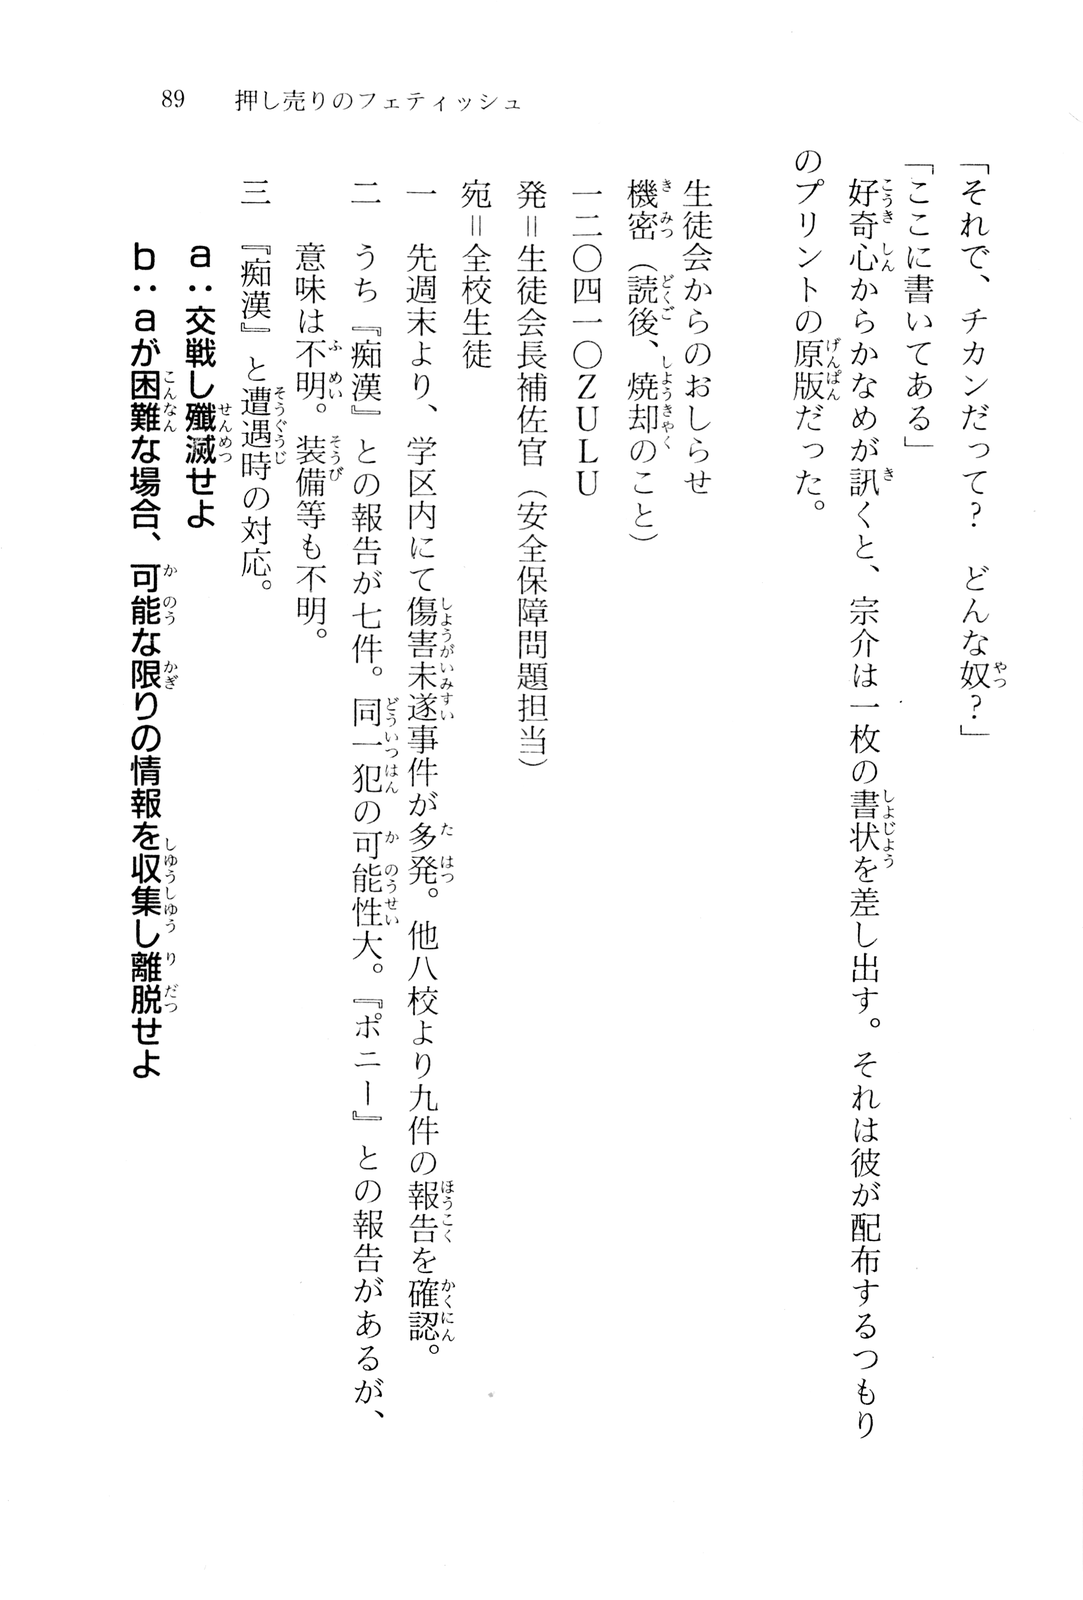 89　押し売りのフェティッシュ
「それで、チカンだって？　どんな奴？」
「ここに書いてある」
　好奇心からかなめが訊くと、宗介は一枚の書状を差し出す。それは彼が配布するつもり
のプリントの原版だった。
生徒会からのおしらせ
機密（読後、焼却のこと）
一二〇四一〇ＺＵＬＵ
発＝生徒会長補佐官（安全保障問題担当）
宛＝全校生徒
一　先週末より、学区内にて傷害未遂事件が多発。他八校より九件の報告を確認。
二　うち『痴漢』との報告が七件。同一犯の可能性大。『ポニー』との報告があるが、
意味は不明。装備等も不明。
三　『痴漢』と遭遇時の対応。
ａ：交戦し殲滅せよ
ｂ：ａが困難な場合、可能な限りの情報を収集し離脱せよ